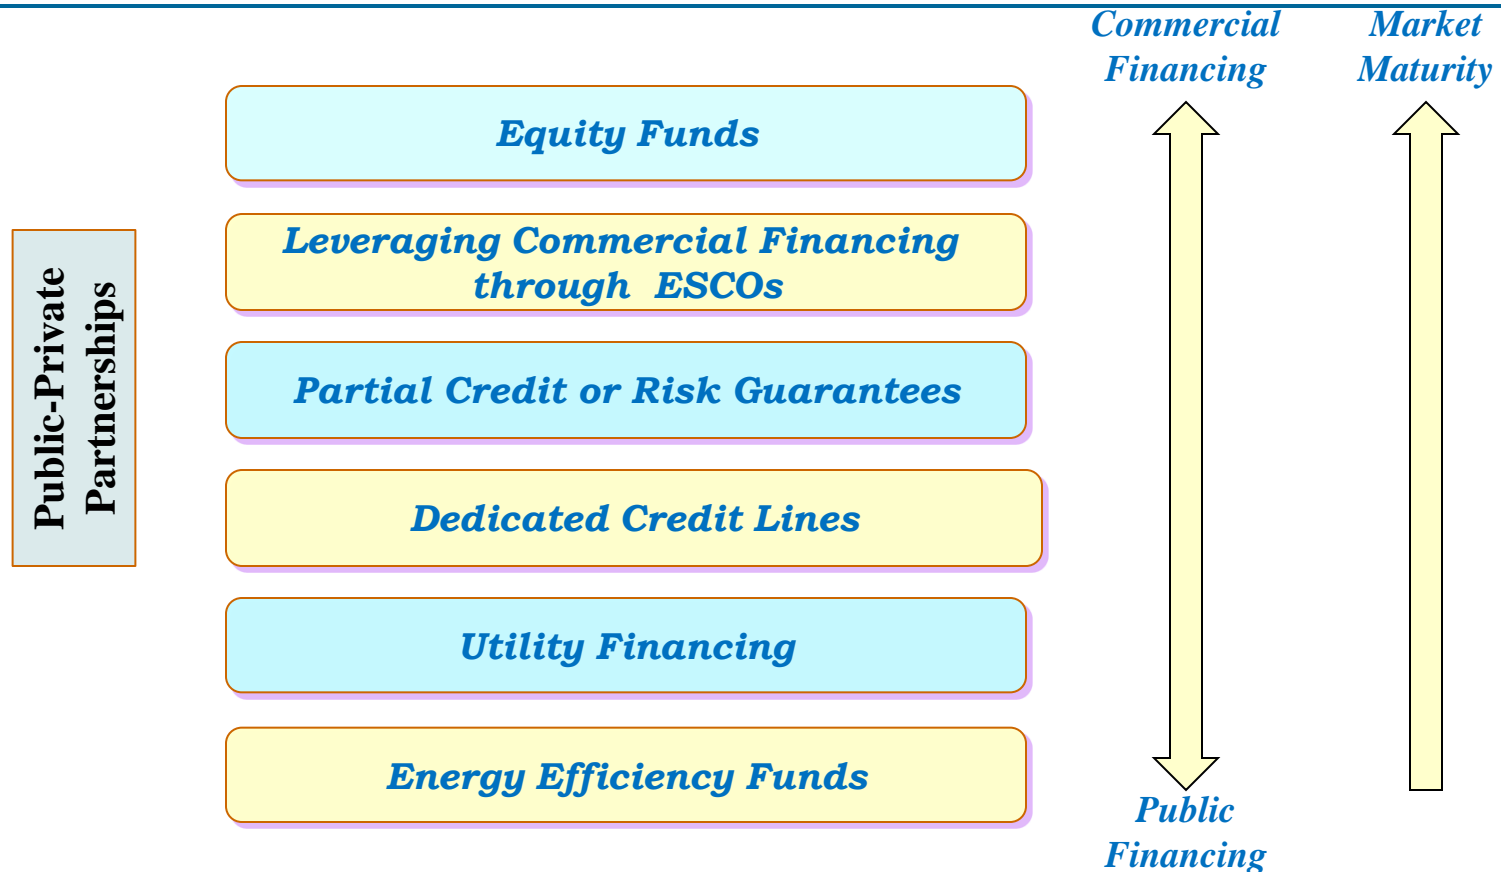 Commercial
Financing
Market
Maturity
Equity Funds
Leveraging Commercial Financing
through ESCOs
Public-Private
Partnerships
Partial Credit or Risk Guarantees
Dedicated Credit Lines
Utility Financing
Energy Efficiency Funds
Public
Financing